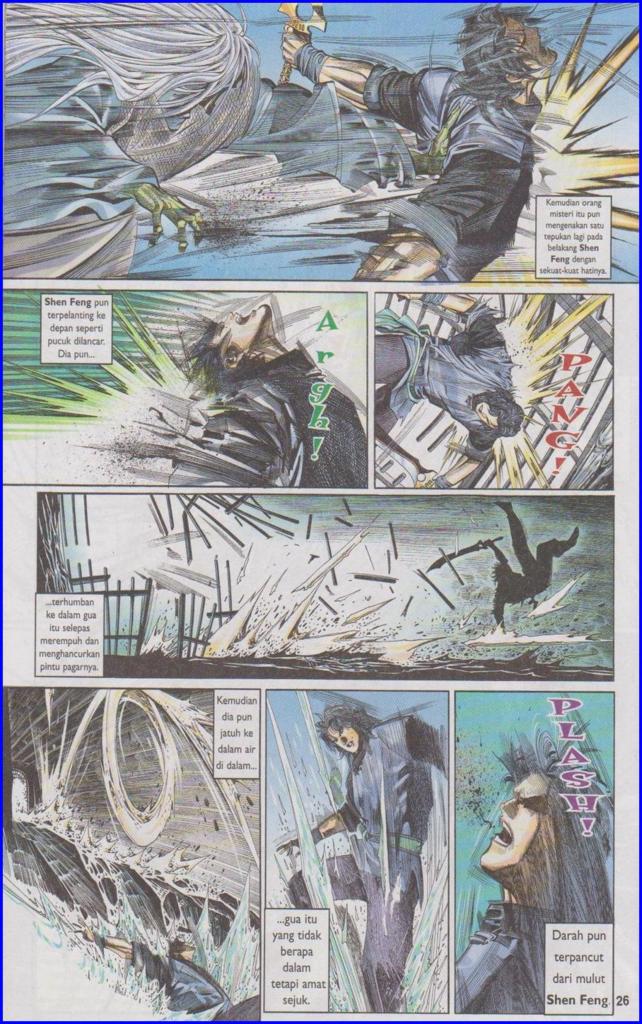 Kemudian orang
misteri itu pun
mengenakan satu
tepukan lagi pada
belakang Shen
Feng dengan
sekuat-kuat hatinya.
Shen Feng pun
terpelanting ke
depan seperti
pucuk dilancar.
Dia pun...
Argh!
PANG!
...terhumban
ke dalam gua
itu selepas
merempuh dan
menghancurkan
pintu pagarnya.
Kemudian
dia pun
jatuh ke
dalam air
di dalam...
...gua itu
yang tidak
berapa
dalam
tetapi amat
sejuk.
PLASH!
Darah pun
terpancut
dari mulut
Shen Feng.
26